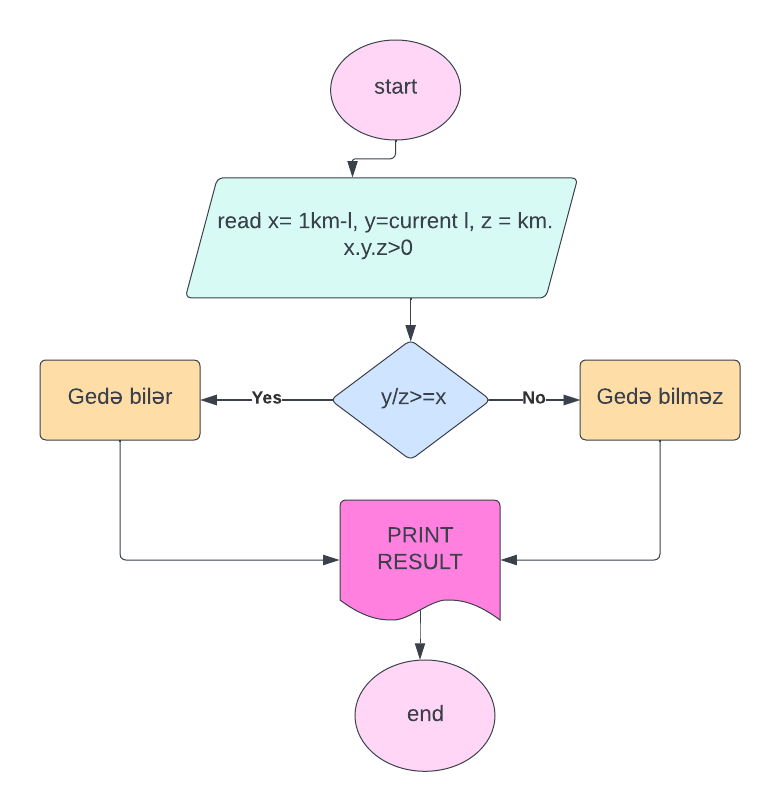 start
read x= 1km-l, y=current l, z = km.
x.y.z>0
Gedə bilər
Yes
y/z>=x
No
Gedə bilməz
PRINT
RESULT
end